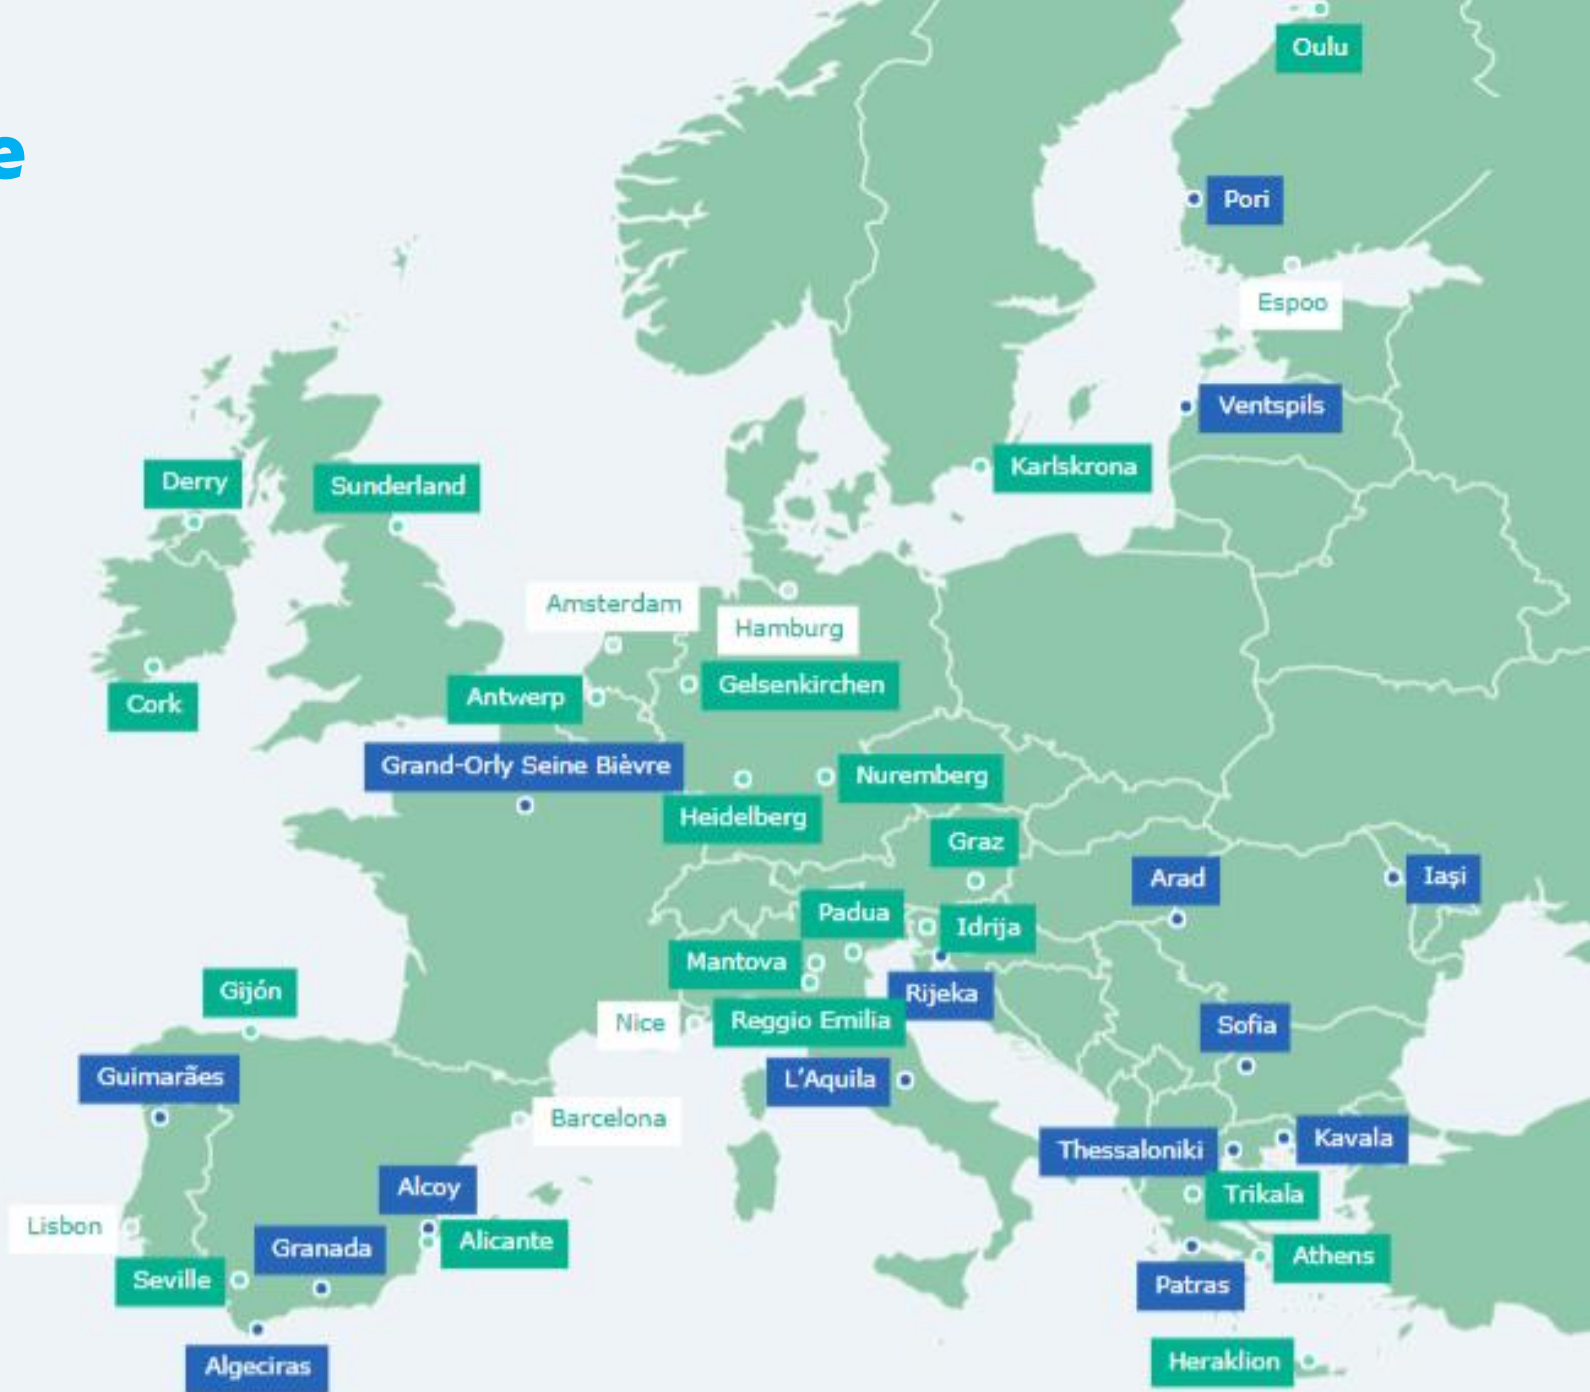 e
Oulu
Pori
Espoo
Ventspils
Karlskrona
Derry
Sunderland
Amsterdam
Hamburg
Gelsenkirchen
Antwerp
Cork
Grand-Orly Seine Bièvre
Nuremberg
Heidelberg
Graz
Arad
Iași
Padua
Idrija
Mantova
Gijón
Rijeka
Nice
Reggio Emilia
Sofia
Guimarães
L'Aquila
Barcelona
Thessaloniki
Kavala
Alcoy
Trikala
Lisbon
Granada
Alicante
Athens
Seville
Patras
Algeciras
Heraklion